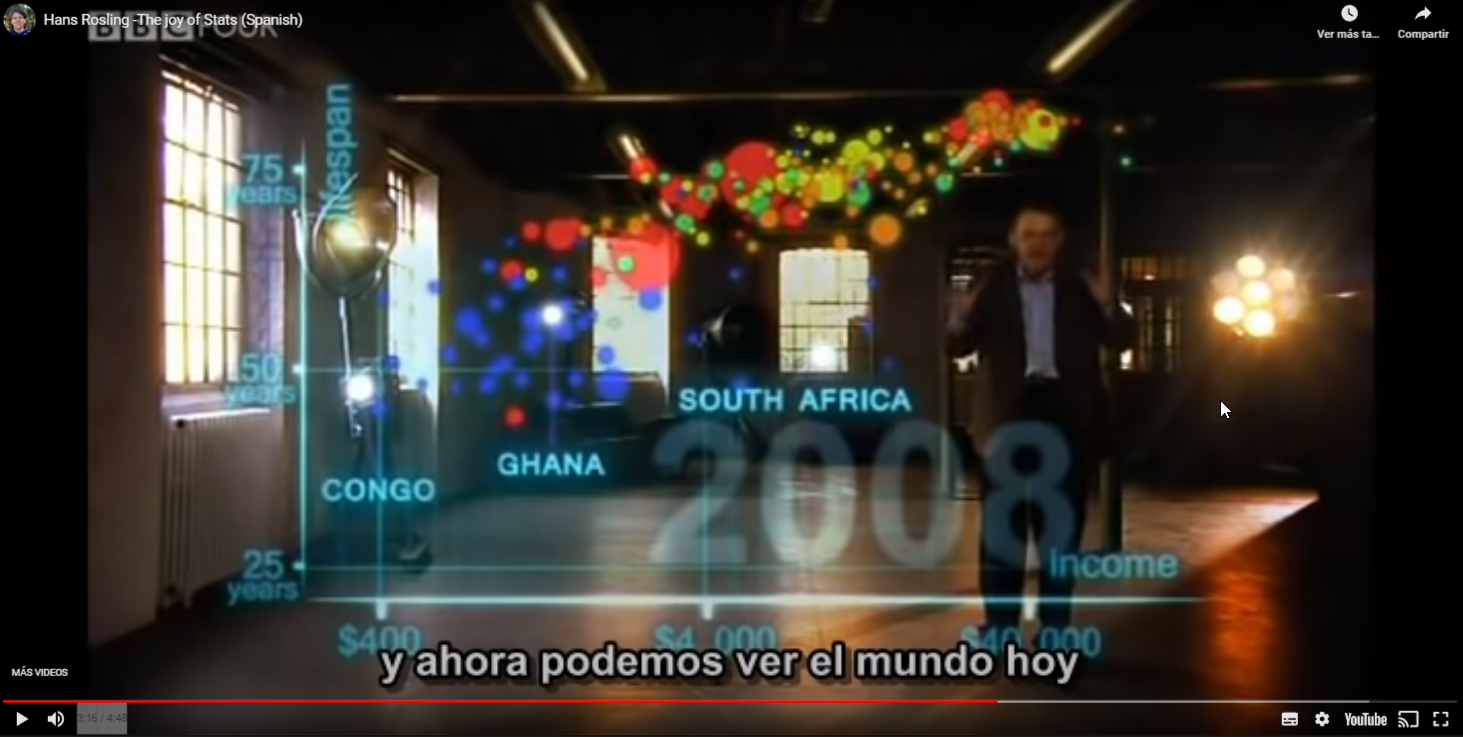 Hans Rosling -The joy of Stats (Spanish)
BBC FOUR
Ver más ta...
Compartir
lifespan
75
years
50
years
SOUTH AFRICA
GHANA
2008
CONGO
25
years
income
$400
$4,000
$40,000
y ahora podemos ver el mundo hoy
MÁS VIDEOS
3:16 / 4:48
YouTube